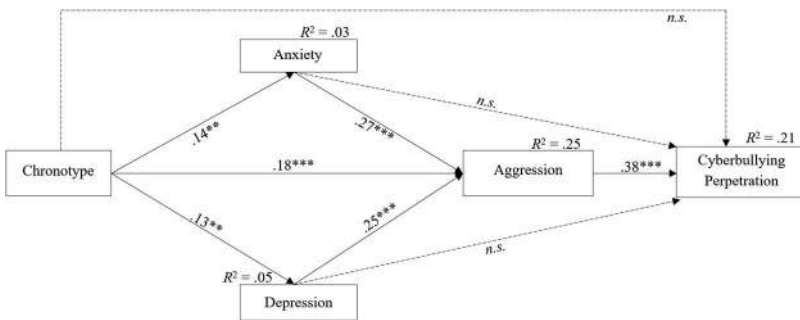 n.s.
R² = .03
Anxiety
n.s.
.14**
.27***
R² = .25
R² = .21
Chronotype
.18***
Aggression
.38***
Cyberbullying
Perpetration
.13**
.25***
n.s.
R² = .05
Depression